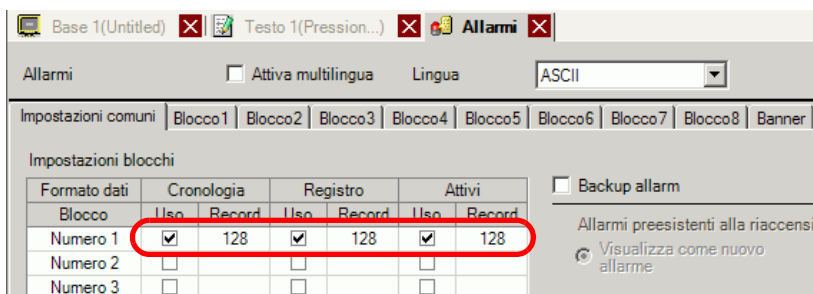 Base 1(Untitled) Testo 1(Pression...) Allarmi
Allarmi Attiva multilingua Lingua ASCII
Impostazioni comuni Blocco1 Blocco2 Blocco3 Blocco4 Blocco5 Blocco6 Blocco7 Blocco8 Banner
Impostazioni blocchi
Formato dati Cronologia Registro Attivi
Blocco Uso Record Uso Record Uso Record
Numero 1 128 128 128
Numero 2
Numero 3
Backup allarm
Allarmi preesistenti alla riaccensi
Visualizza come nuovo
allarme